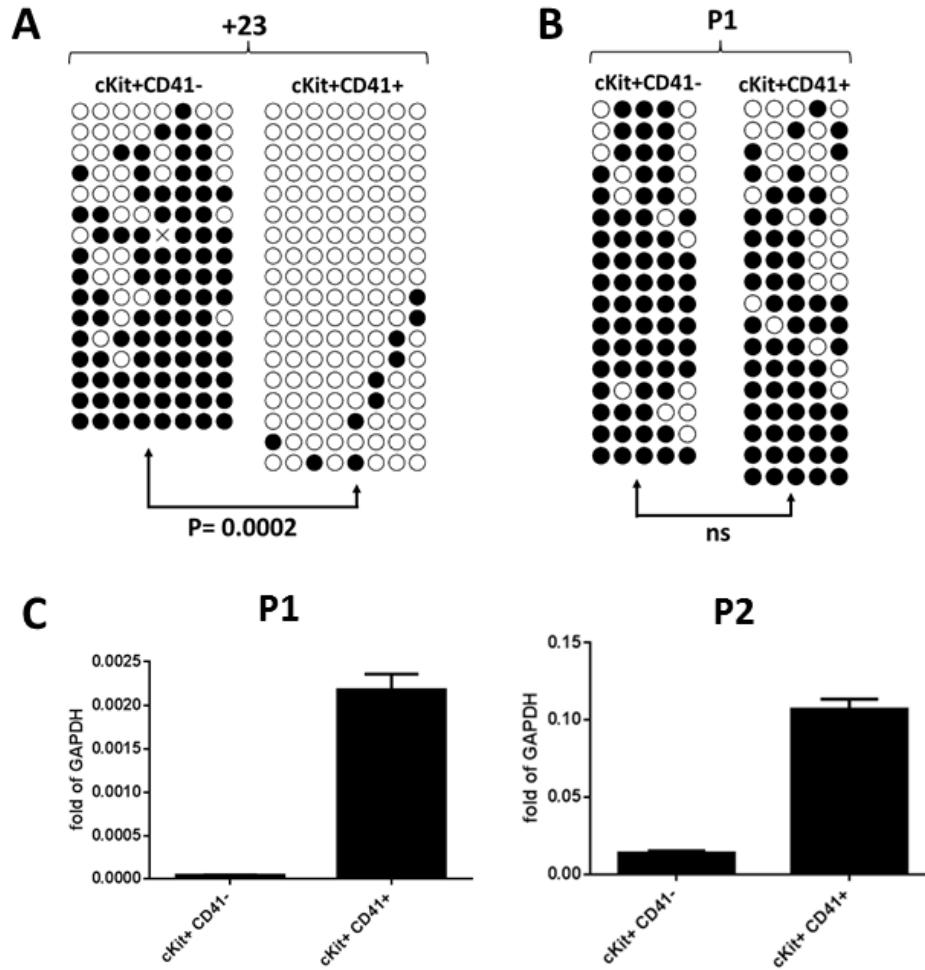 A
+23
cKit+CD41-
cKit+CD41+
P= 0.0002
B
P1
cKit+CD41-
cKit+CD41+
ns
C
P1
fold of GAPDH
0.0025
0.0020
0.0015
0.0010
0.0005
0.0000
cKit+ CD41-
cKit+ CD41+
P2
fold of GAPDH
0.15
0.10
0.05
0.00
cKit+ CD41-
cKit+ CD41+